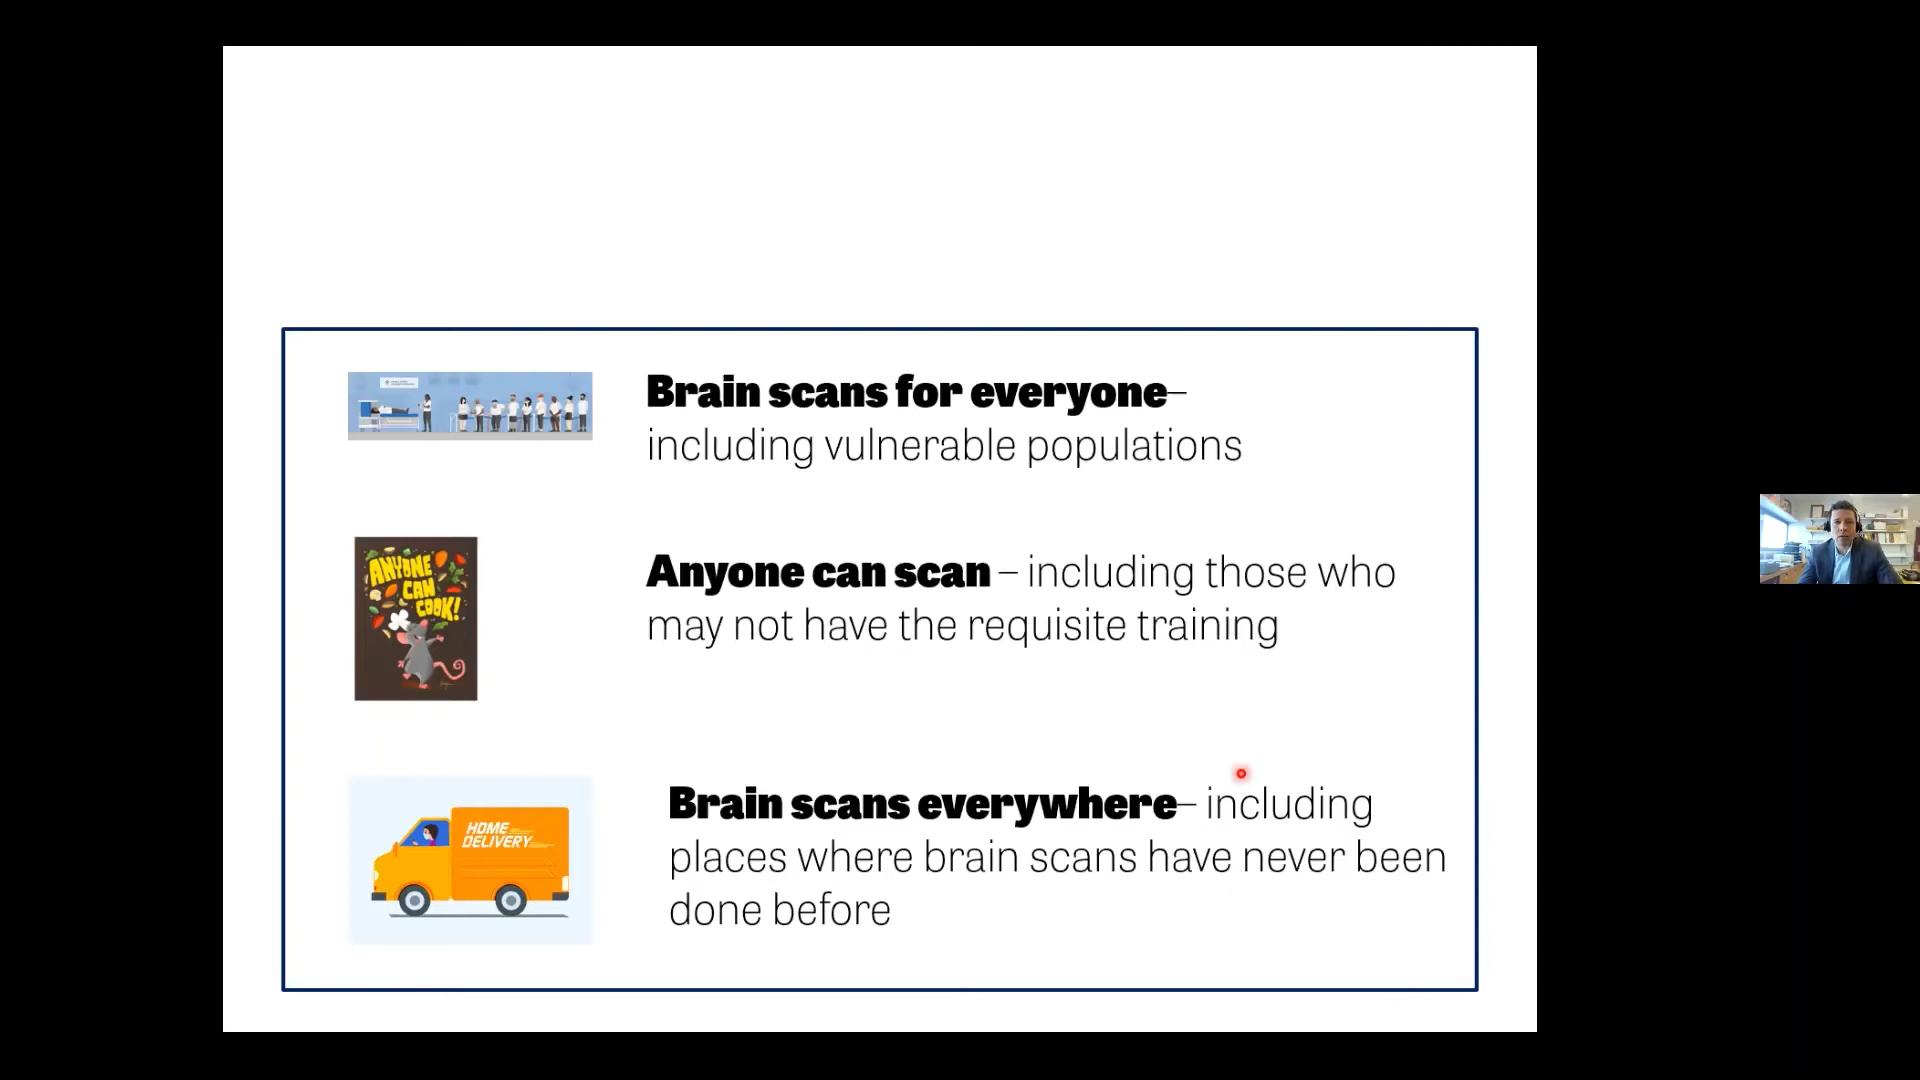 Brain scans for everyone–
including vulnerable populations
ANYONE
CAN
COOK!
Anyone can scan – including those who
may not have the requisite training
HOME
DELIVERY
Brain scans everywhere– including
places where brain scans have never been
done before